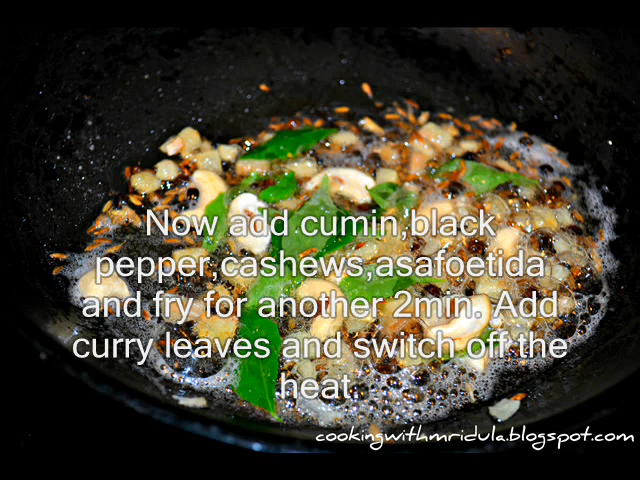 Now add cumin,black
pepper,cashews,asafoetida
and fry for another 2min. Add
curry leaves and switch off the
heat
cookingwithmridula.blogspot.com